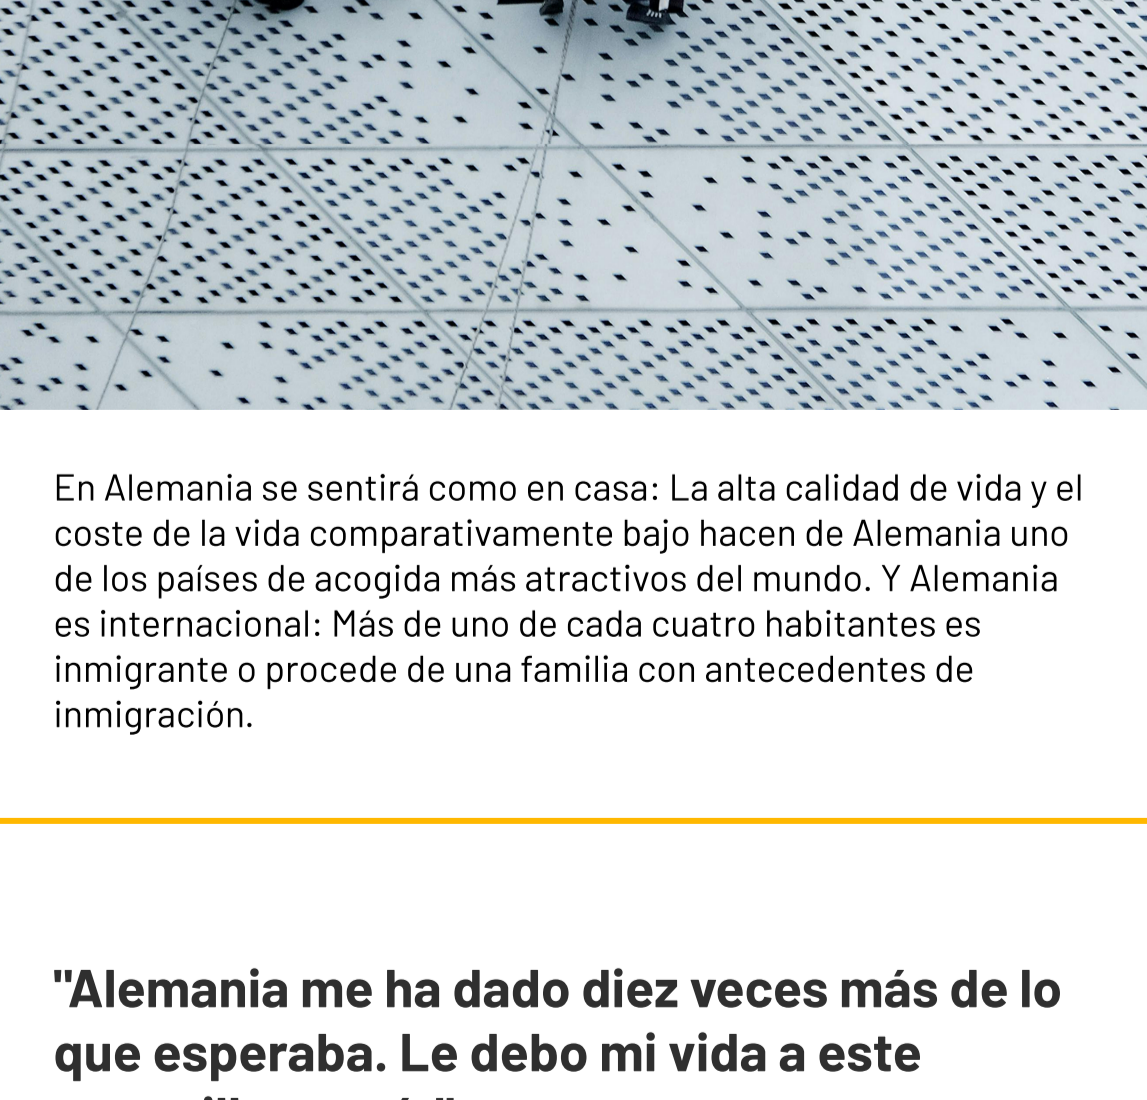 En Alemania se sentirá como en casa: La alta calidad de vida y el
coste de la vida comparativamente bajo hacen de Alemania uno
de los países de acogida más atractivos del mundo. Y Alemania
es internacional: Más de uno de cada cuatro habitantes es
inmigrante o procede de una familia con antecedentes de
inmigración.
"Alemania me ha dado diez veces más de lo
que esperaba. Le debo mi vida a este